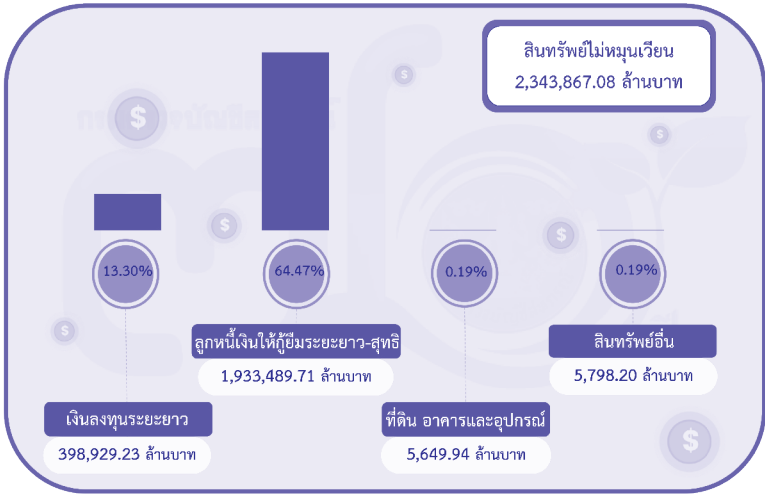 สินทรัพย์ไม่หมุนเวียน
2,343,867.08 ล้านบาท
13.30%
64.47%
0.19%
0.19%
ลูกหนี้เงินให้กู้ยืมระยะยาว-สุทธิ
1,933,489.71 ล้านบาท
สินทรัพย์อื่น
5,798.20 ล้านบาท
เงินลงทุนระยะยาว
398,929.23 ล้านบาท
ที่ดิน อาคารและอุปกรณ์
5,649.94 ล้านบาท
$
$
$
$
$
$
$